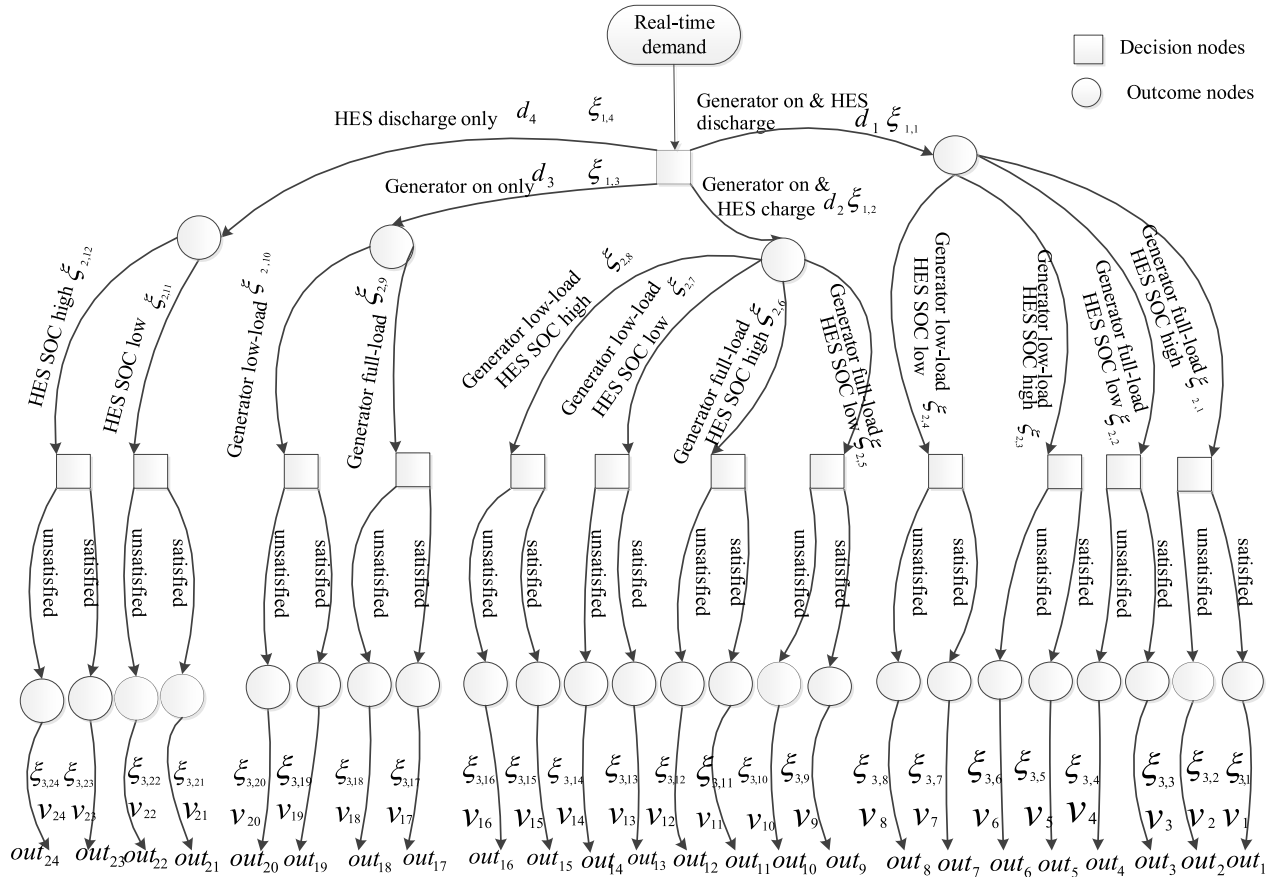 Real-time
demand
Decision nodes
Outcome nodes
HES discharge only d₄ ξ₁,₄
Generator on & HES
discharge d₁ ξ₁,₁
Generator on only d₃ ξ₁,₃
Generator on &
HES charge d₂ ξ₁,₂
HES SOC high ξ₂,₁₂
HES SOC low ξ₂,₁₁
Generator low-load ξ₂,₁₀
Generator full-load ξ₂,₉
Generator low-load
HES SOC high
ξ₂,₈
Generator low-load
HES SOC low
ξ₂,₇
Generator full-load
HES SOC high ξ₂,₆
Generator full-load
HES SOC low ξ₂,₅
Generator low-load
HES SOC low
ξ₂,₄
Generator low-load
HES SOC high
ξ₂,₃
Generator full-load
HES SOC low ξ₂,₂
Generator full-load
HES SOC high
ξ₂,₁
unsatisfied
satisfied
unsatisfied
satisfied
unsatisfied
satisfied
unsatisfied
satisfied
unsatisfied
satisfied
unsatisfied
satisfied
unsatisfied
satisfied
unsatisfied
satisfied
unsatisfied
satisfied
unsatisfied
satisfied
unsatisfied
satisfied
unsatisfied
satisfied
ξ₃,₂₄ ξ₃,₂₃ ξ₃,₂₂ ξ₃,₂₁ ξ₃,₂₀ ξ₃,₁₉ ξ₃,₁₈ ξ₃,₁₇ ξ₃,₁₆ ξ₃,₁₅ ξ₃,₁₄ ξ₃,₁₃ ξ₃,₁₂ ξ₃,₁₁ ξ₃,₁₀ ξ₃,₉ ξ₃,₈ ξ₃,₇ ξ₃,₆ ξ₃,₅ ξ₃,₄ ξ₃,₃ ξ₃,₂ ξ₃,₁
v₂₄ v₂₃ v₂₂ v₂₁ v₂₀ v₁₉ v₁₈ v₁₇ v₁₆ v₁₅ v₁₄ v₁₃ v₁₂ v₁₁ v₁₀ v₉ v₈ v₇ v₆ v₅ v₄ v₃ v₂ v₁
out₂₄ out₂₃ out₂₂ out₂₁ out₂₀ out₁₉ out₁₈ out₁₇ out₁₆ out₁₅ out₁₄ out₁₃ out₁₂ out₁₁ out₁₀ out₉ out₈ out₇ out₆ out₅ out₄ out₃ out₂ out₁